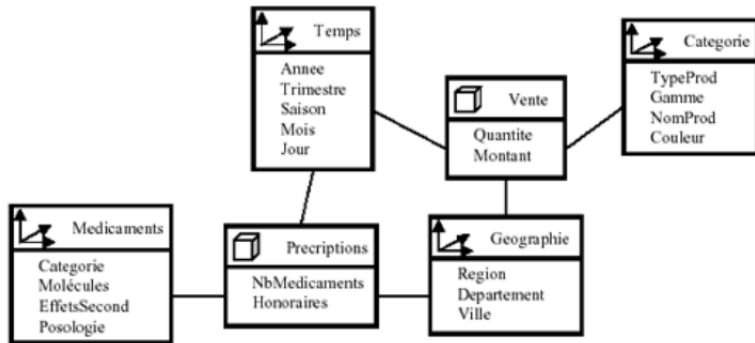 Temps
Annee
Trimestre
Saison
Mois
Jour
Vente
Quantite
Montant
Categorie
TypeProd
Gamme
NomProd
Couleur
Medicaments
Categorie
Molécules
EffetsSecond
Posologie
Precriptions
NbMedicaments
Honoraires
Geographie
Region
Departement
Ville